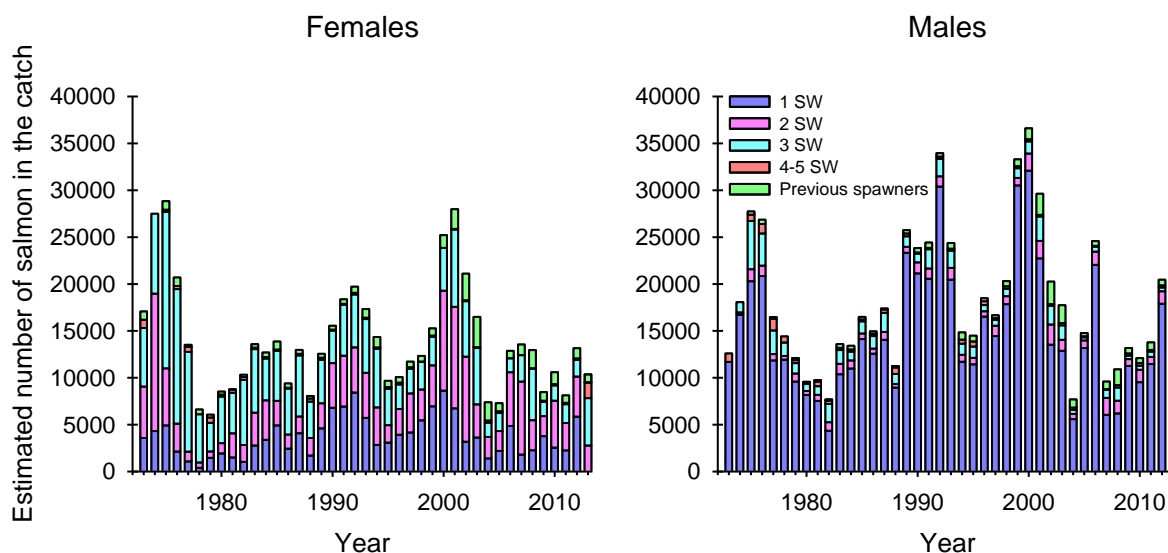 Females
Males
Estimated number of salmon in the catch
40000
35000
30000
25000
20000
15000
10000
5000
0
1980
1990
2000
2010
Year
40000
35000
30000
25000
20000
15000
10000
5000
0
1 SW
2 SW
3 SW
4-5 SW
Previous spawners
1980
1990
2000
2010
Year